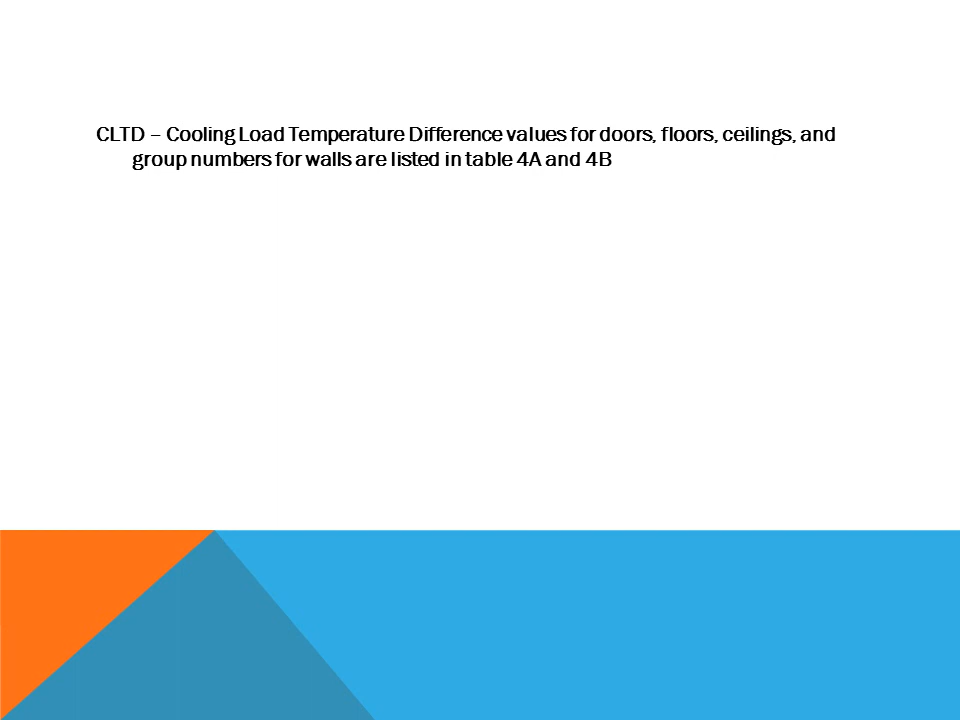 CLTD – Cooling Load Temperature Difference values for doors, floors, ceilings, and
group numbers for walls are listed in table 4A and 4B